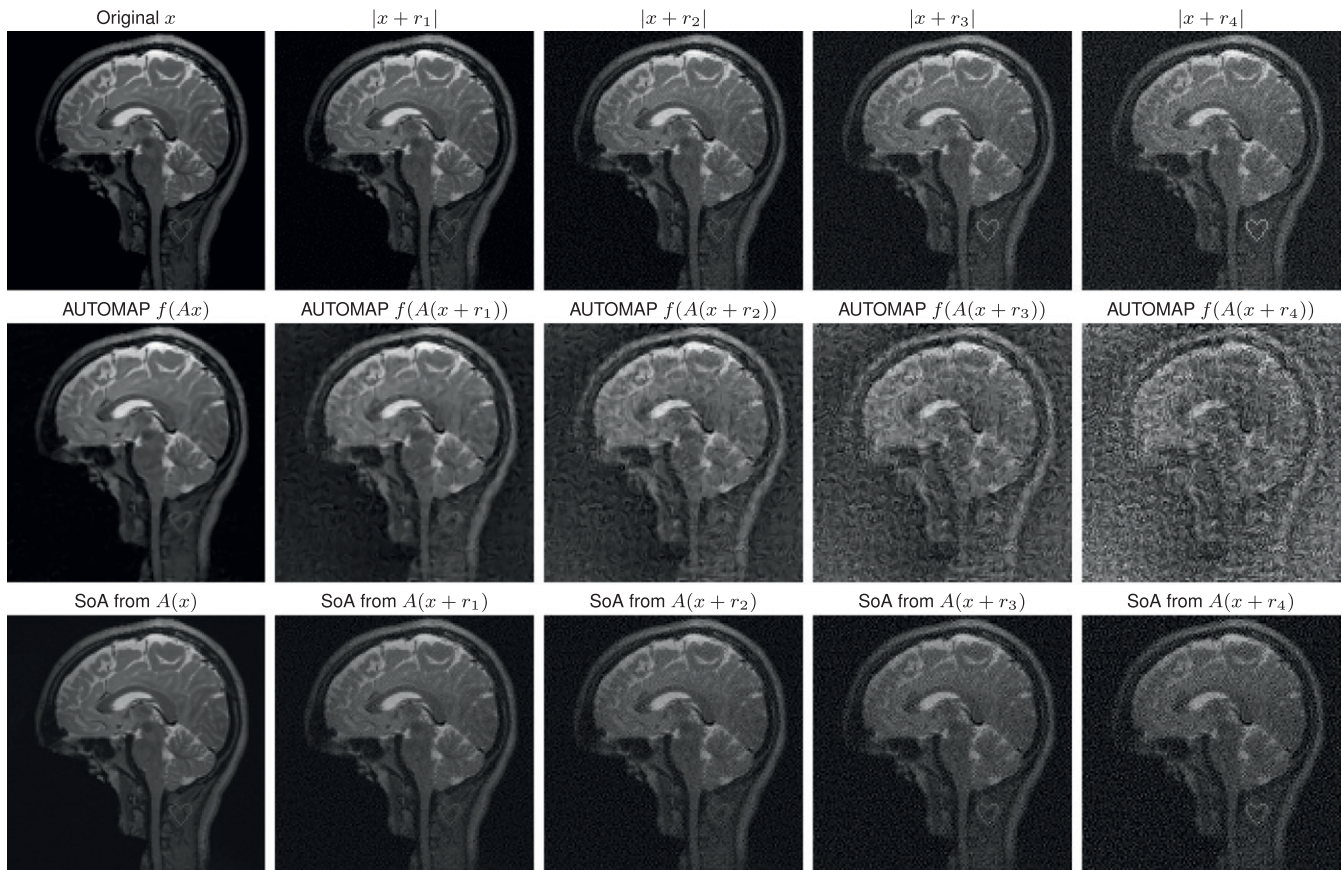 Original x |x + r₁| |x + r₂| |x + r₃| |x + r₄|
AUTOMAP f(Ax) AUTOMAP f(A(x + r₁)) AUTOMAP f(A(x + r₂)) AUTOMAP f(A(x + r₃)) AUTOMAP f(A(x + r₄))
SoA from A(x) SoA from A(x + r₁) SoA from A(x + r₂) SoA from A(x + r₃) SoA from A(x + r₄)